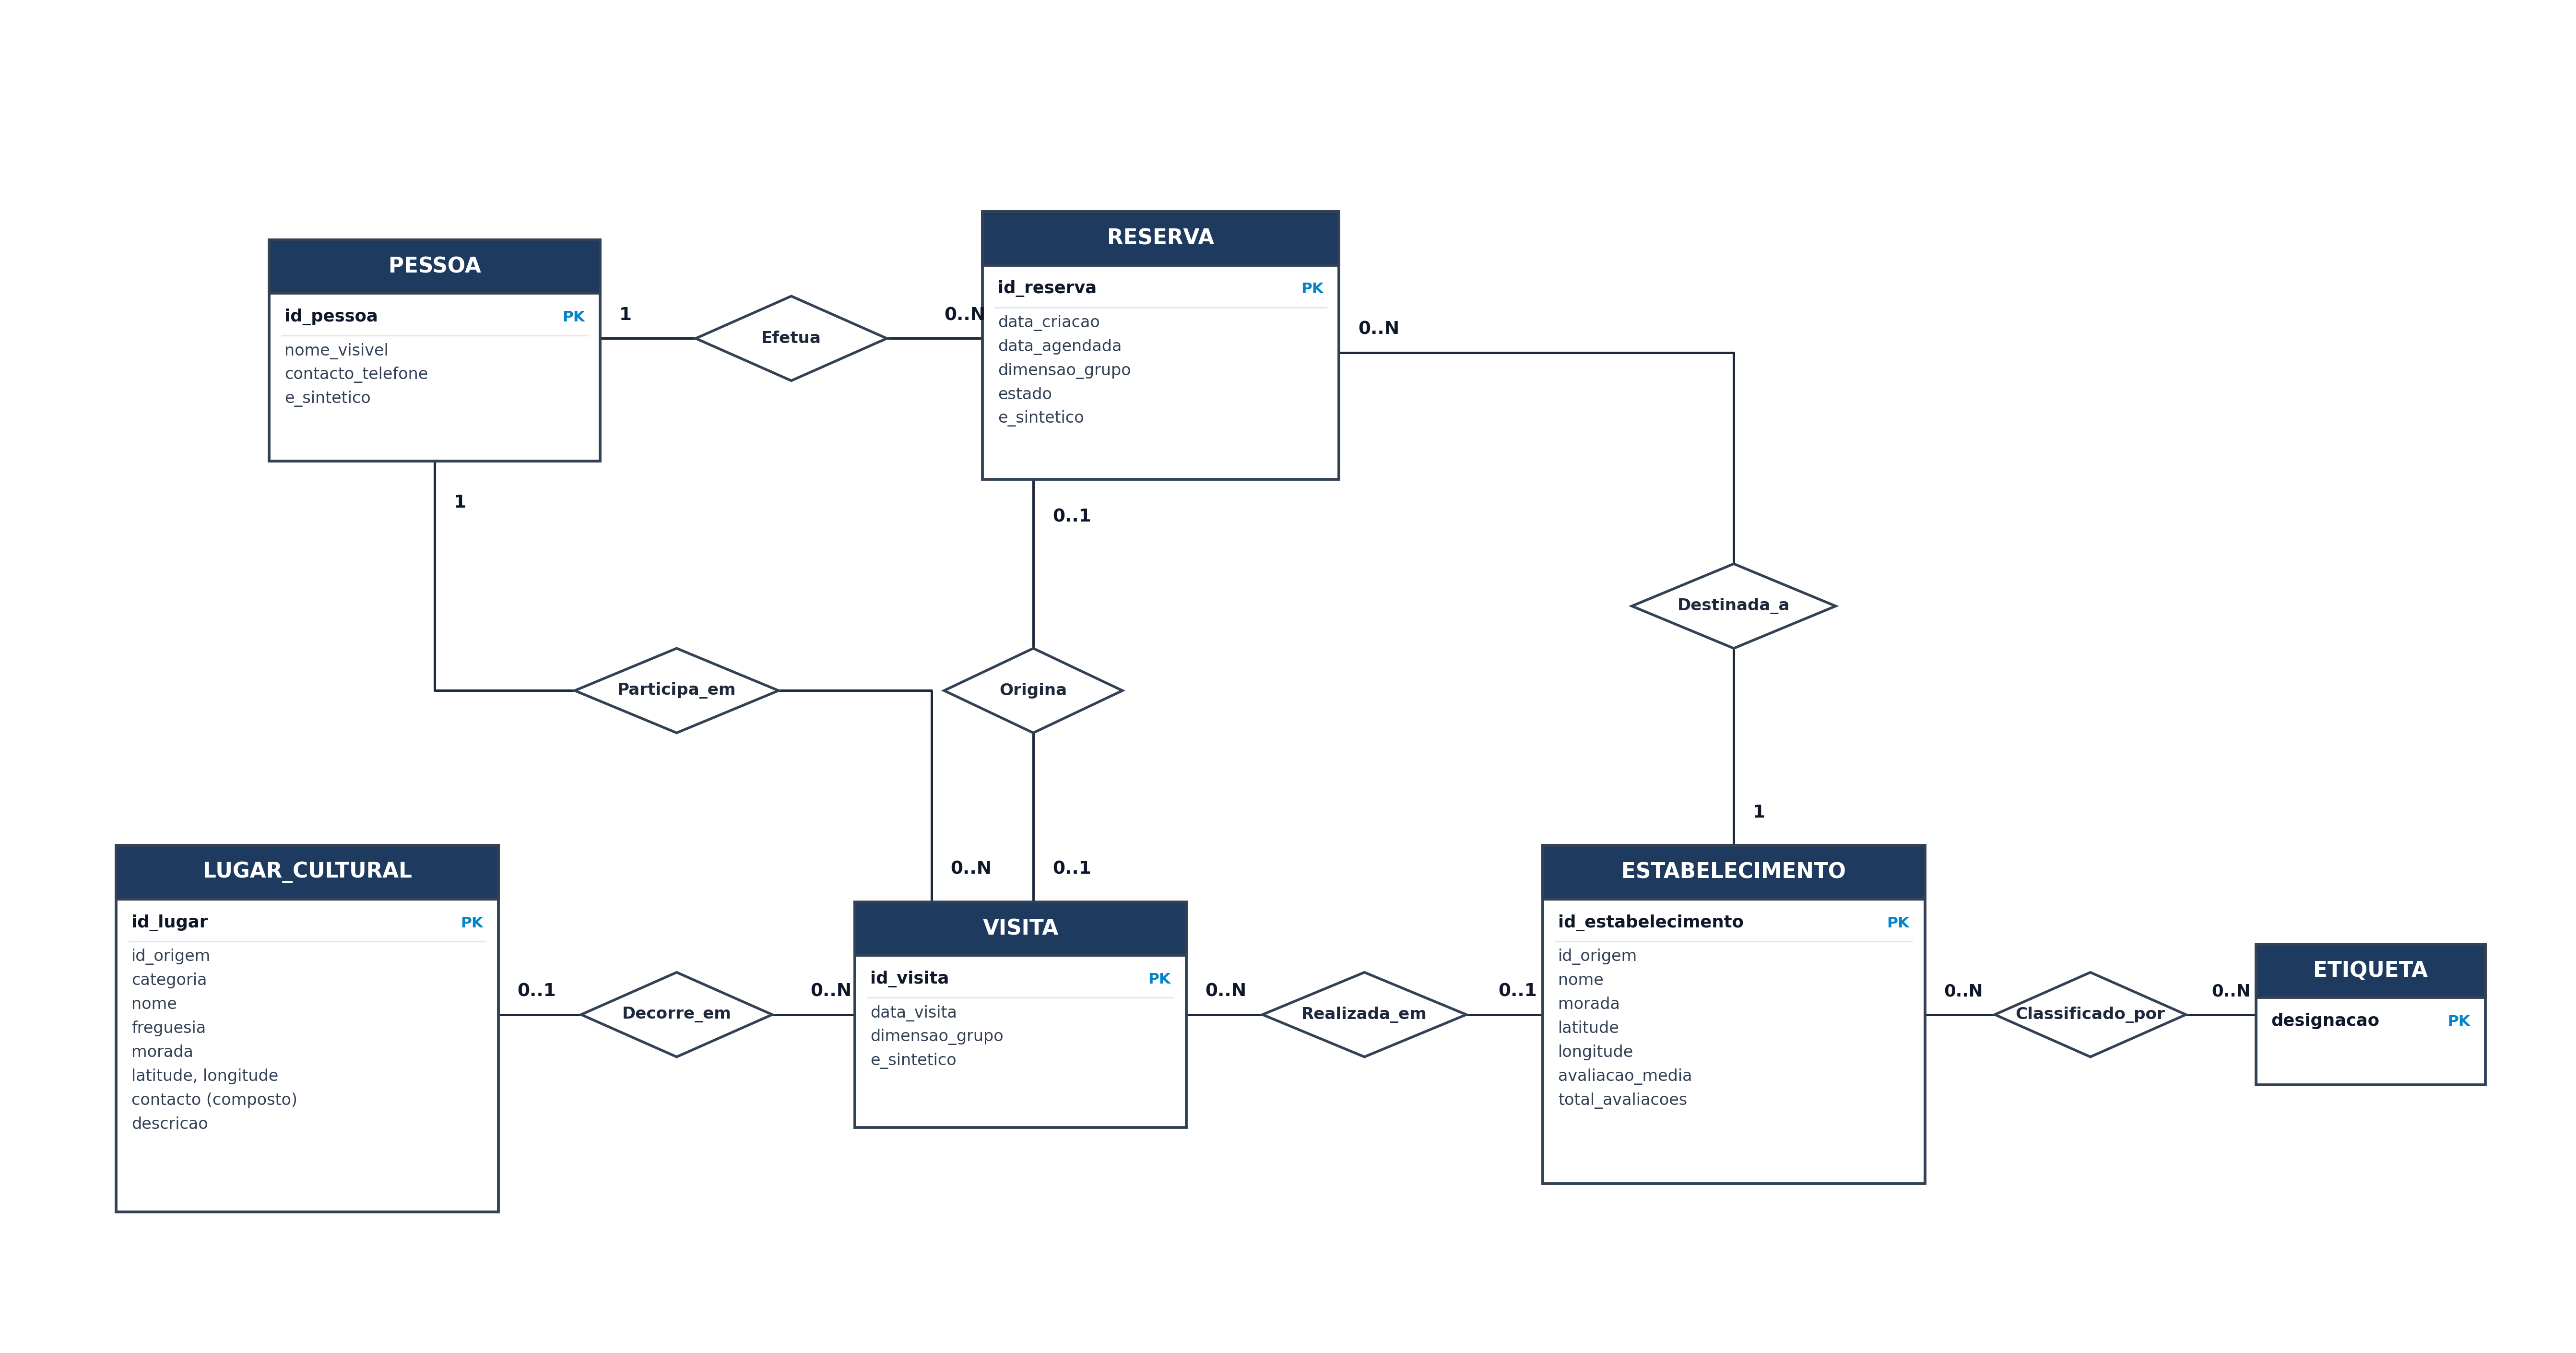 PESSOA
id_pessoa PK
nome_visivel
contacto_telefone
e_sintetico
1
Efetua
0..N
RESERVA
id_reserva PK
data_criacao
data_agendada
dimensao_grupo
estado
e_sintetico
0..N
1
0..1
Destinada_a
Participa_em
Origina
1
0..N
0..1
LUGAR_CULTURAL
id_lugar PK
id_origem
categoria
nome
freguesia
morada
latitude, longitude
contacto (composto)
descricao
0..1
Decorre_em
0..N
VISITA
id_visita PK
data_visita
dimensao_grupo
e_sintetico
0..N
Realizada_em
0..1
ESTABELECIMENTO
id_estabelecimento PK
id_origem
nome
morada
latitude
longitude
avaliacao_media
total_avaliacoes
0..N
Classificado_por
0..N
ETIQUETA
designacao PK